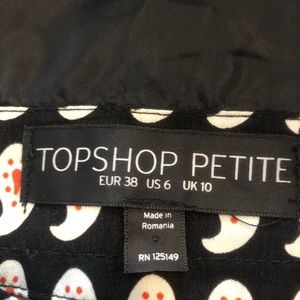 TOPSHOP PETITE
EUR 38 US 6 UK 10
Made in
Romania
RN 125149